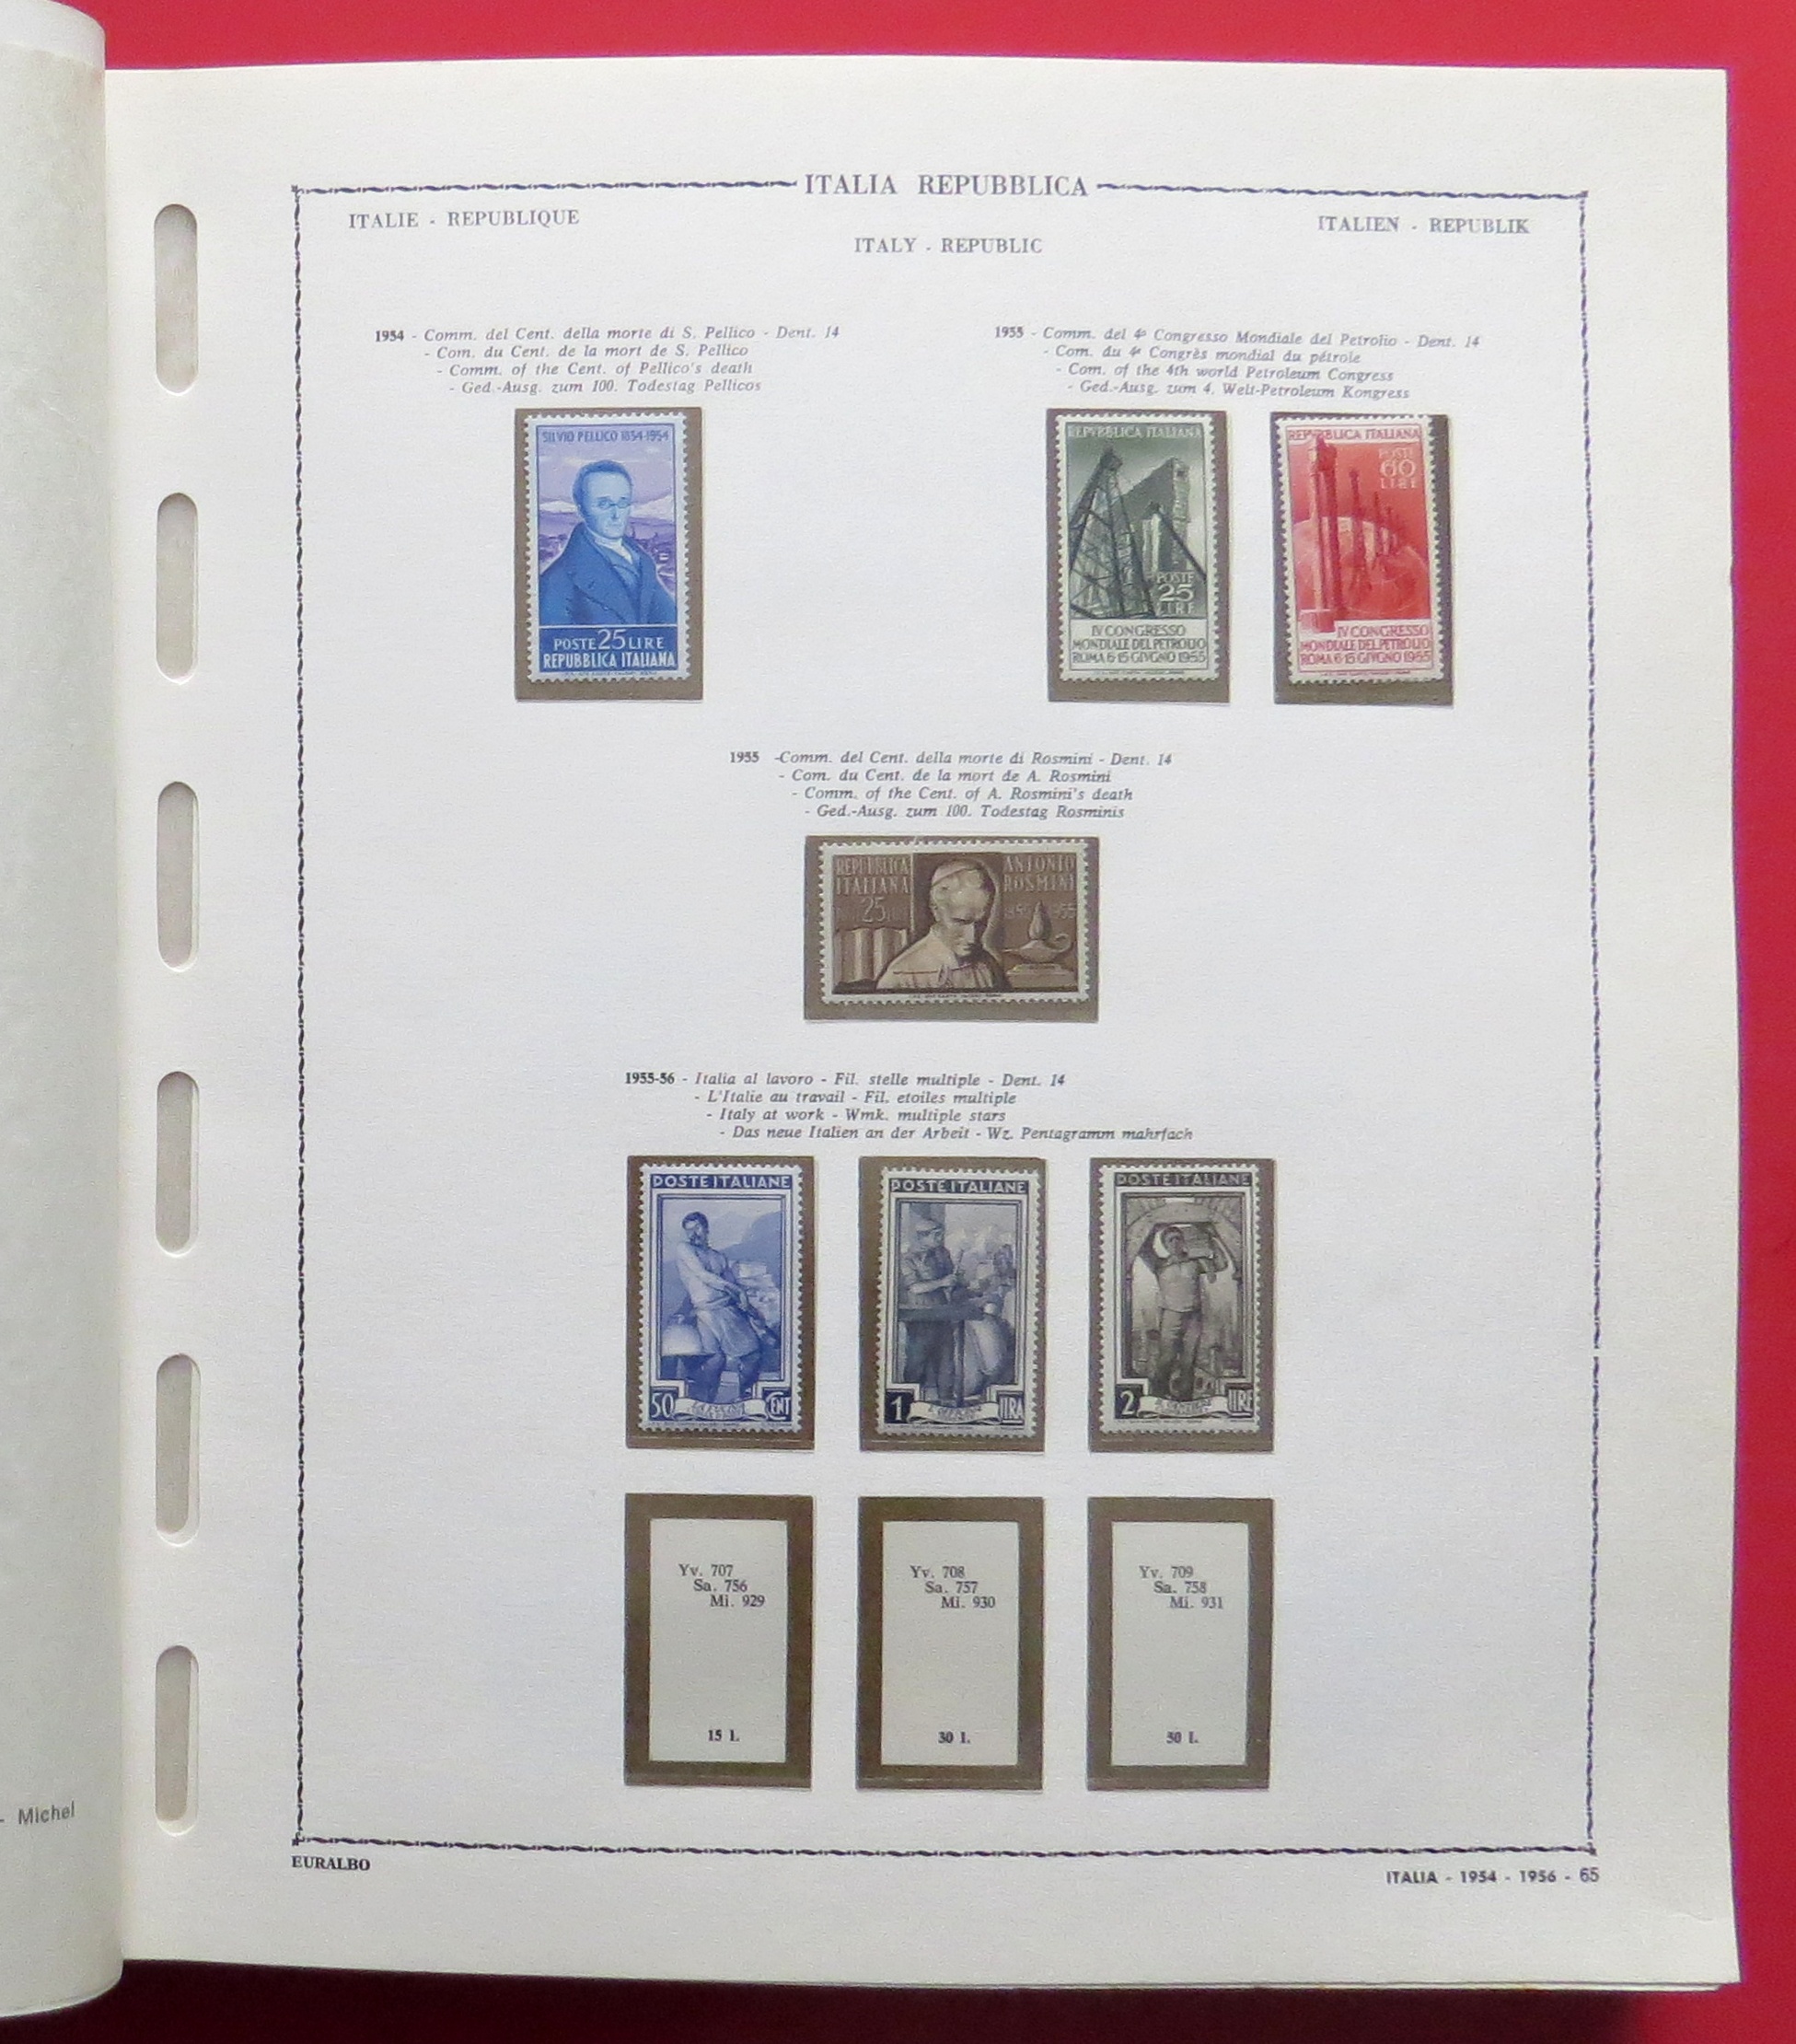 ITALIA REPUBBLICA
ITALIE - REPUBLIQUE
ITALIEN - REPUBLIK
ITALY - REPUBLIC
1954 - Comm. del Cent. della morte di S. Pellico - Dent. 14
- Com. du Cent. de la mort de S. Pellico
- Comm. of the Cent. of Pellico's death
- Ged.-Ausg. zum 100. Todestag Pellicos
1955 - Comm. del 4º Congresso Mondiale del Petrolio - Dent. 14
- Com. du 4e Congrès mondial du pétrole
- Com. of the 4th world Petroleum Congress
- Ged.-Ausg. zum 4. Welt-Petroleum Kongress
SILVIO PELLICO 1854-1954
POSTE 25 LIRE
REPUBBLICA ITALIANA
REPVBBLICA ITALIANA
POSTE
25
LIRE
IV CONGRESSO
MONDIALE DEL PETROLIO
ROMA 6-15 GIVGNO 1955
REPVBBLICA ITALIANA
POSTE
60
LIRE
IV CONGRESSO
MONDIALE DEL PETROLIO
ROMA 6-15 GIVGNO 1955
1955 -Comm. del Cent. della morte di Rosmini - Dent. 14
- Com. du Cent. de la mort de A. Rosmini
- Comm. of the Cent. of A. Rosmini's death
- Ged.-Ausg. zum 100. Todestag Rosminis
REPUBBLICA
ITALIANA
25
ANTONIO
ROSMINI
1955-56 - Italia al lavoro - Fil. stelle multiple - Dent. 14
- L'Italie au travail - Fil. etoiles multiple
- Italy at work - Wmk. multiple stars
- Das neue Italien an der Arbeit - Wz. Pentagramm mahrfach
POSTE ITALIANE
50 CENT
POSTE ITALIANE
1 LIRA
POSTE ITALIANE
2 LIRE
Yv. 707
Sa. 756
Mi. 929
15 l.
Yv. 708
Sa. 757
Mi. 930
30 l.
Yv. 709
Sa. 758
Mi. 931
50 l.
- Michel
EURALBO
ITALIA - 1954 - 1956 - 65